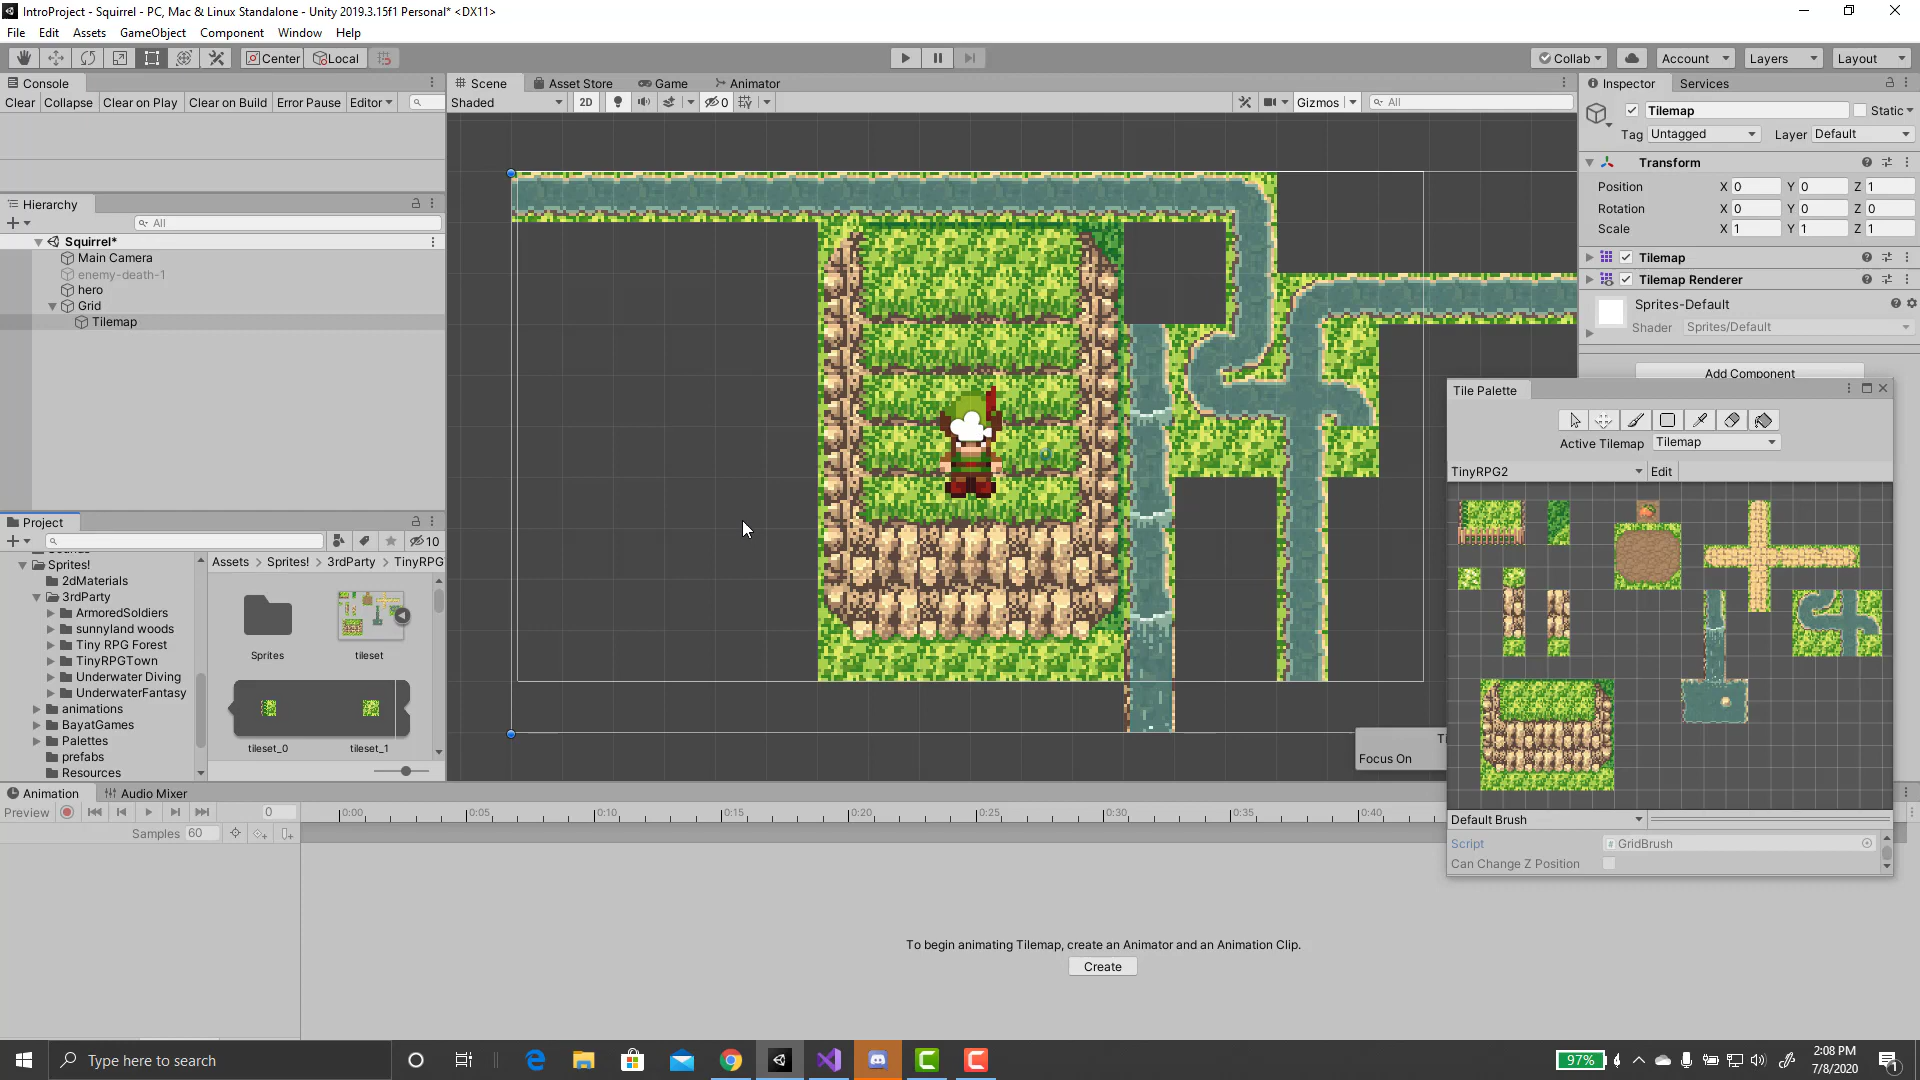 IntroProject - Squirrel - PC, Mac & Linux Standalone - Unity 2019.3.15f1 Personal* <DX11>
File Edit Assets GameObject Component Window Help
Center Local Collab Account Layers Layout
Console
Clear Collapse Clear on Play Clear on Build Error Pause Editor
Hierarchy
All
Squirrel*
Main Camera
enemy-death-1
hero
Grid
Tilemap
Scene Asset Store Game Animator
Shaded 2D 0 Gizmos All
Inspector Services
Tilemap Static
Tag Untagged Layer Default
Transform
Position X 0 Y 0 Z 1
Rotation X 0 Y 0 Z 0
Scale X 1 Y 1 Z 1
Tilemap
Tilemap Renderer
Sprites-Default
Shader Sprites/Default
Add Component
Tile Palette
Active Tilemap Tilemap
TinyRPG2 Edit
Default Brush
Script GridBrush
Can Change Z Position
Focus On
Project
10
Sprites!
2dMaterials
3rdParty
ArmoredSoldiers
sunnyland woods
Tiny RPG Forest
TinyRPGTown
Underwater Diving
UnderwaterFantasy
animations
BayatGames
Palettes
prefabs
Resources
Assets > Sprites! > 3rdParty > TinyRPG
Sprites tileset
tileset_0 tileset_1
Animation Audio Mixer
Preview 0 0:00 0:05 0:10 0:15 0:20 0:25 0:30 0:35 0:40
Samples 60
To begin animating Tilemap, create an Animator and an Animation Clip.
Create
Type here to search
97%
2:08 PM
7/8/2020
1